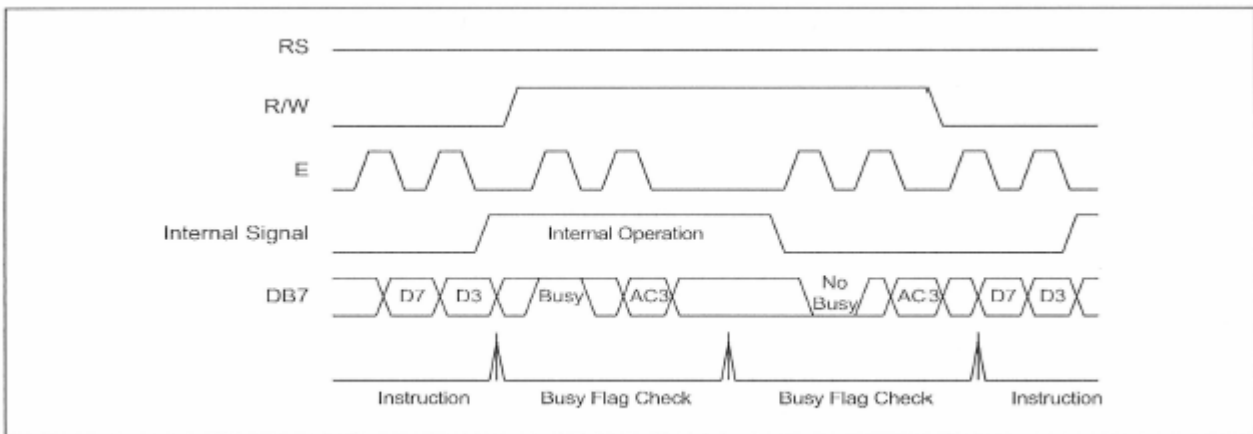 RS
R/W
E
Internal Signal
Internal Operation
DB7
D7
D3
Busy
AC3
No
Busy
AC3
D7
D3
Instruction
Busy Flag Check
Busy Flag Check
Instruction